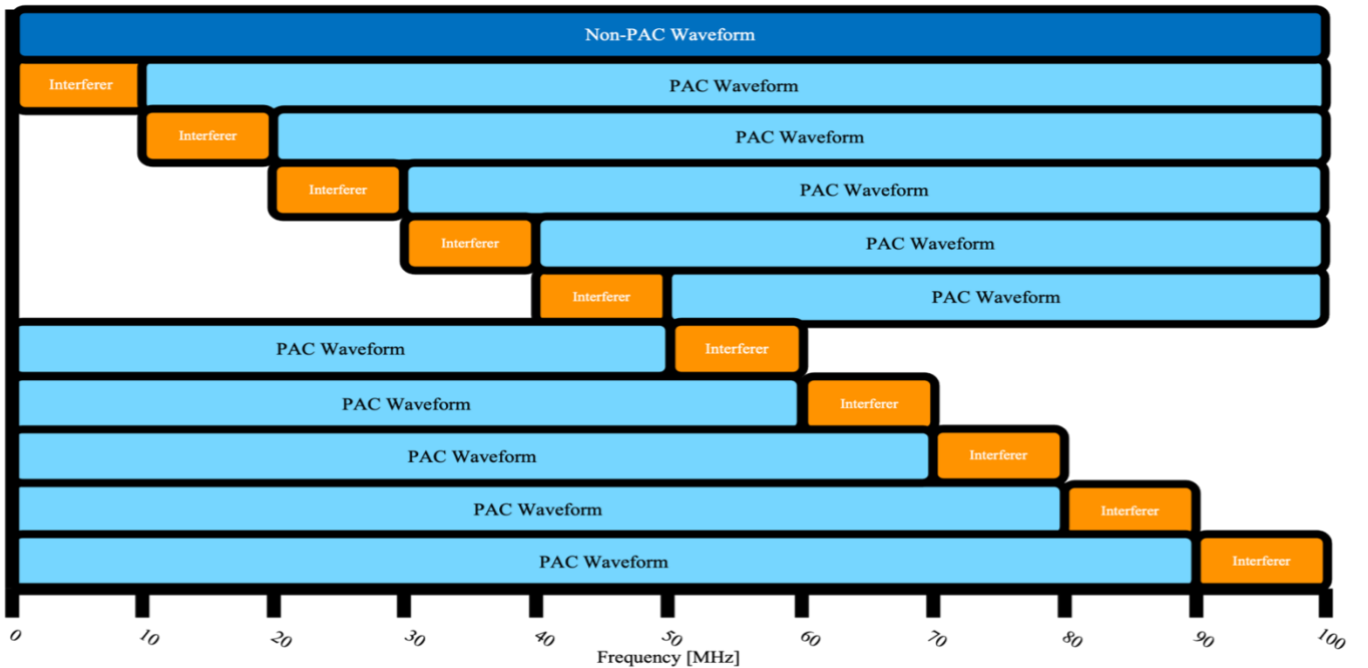 Non-PAC Waveform
Interferer PAC Waveform
Interferer PAC Waveform
Interferer PAC Waveform
Interferer PAC Waveform
Interferer PAC Waveform
PAC Waveform Interferer
PAC Waveform Interferer
PAC Waveform Interferer
PAC Waveform Interferer
PAC Waveform Interferer
0 10 20 30 40 50 60 70 80 90 100
Frequency [MHz]